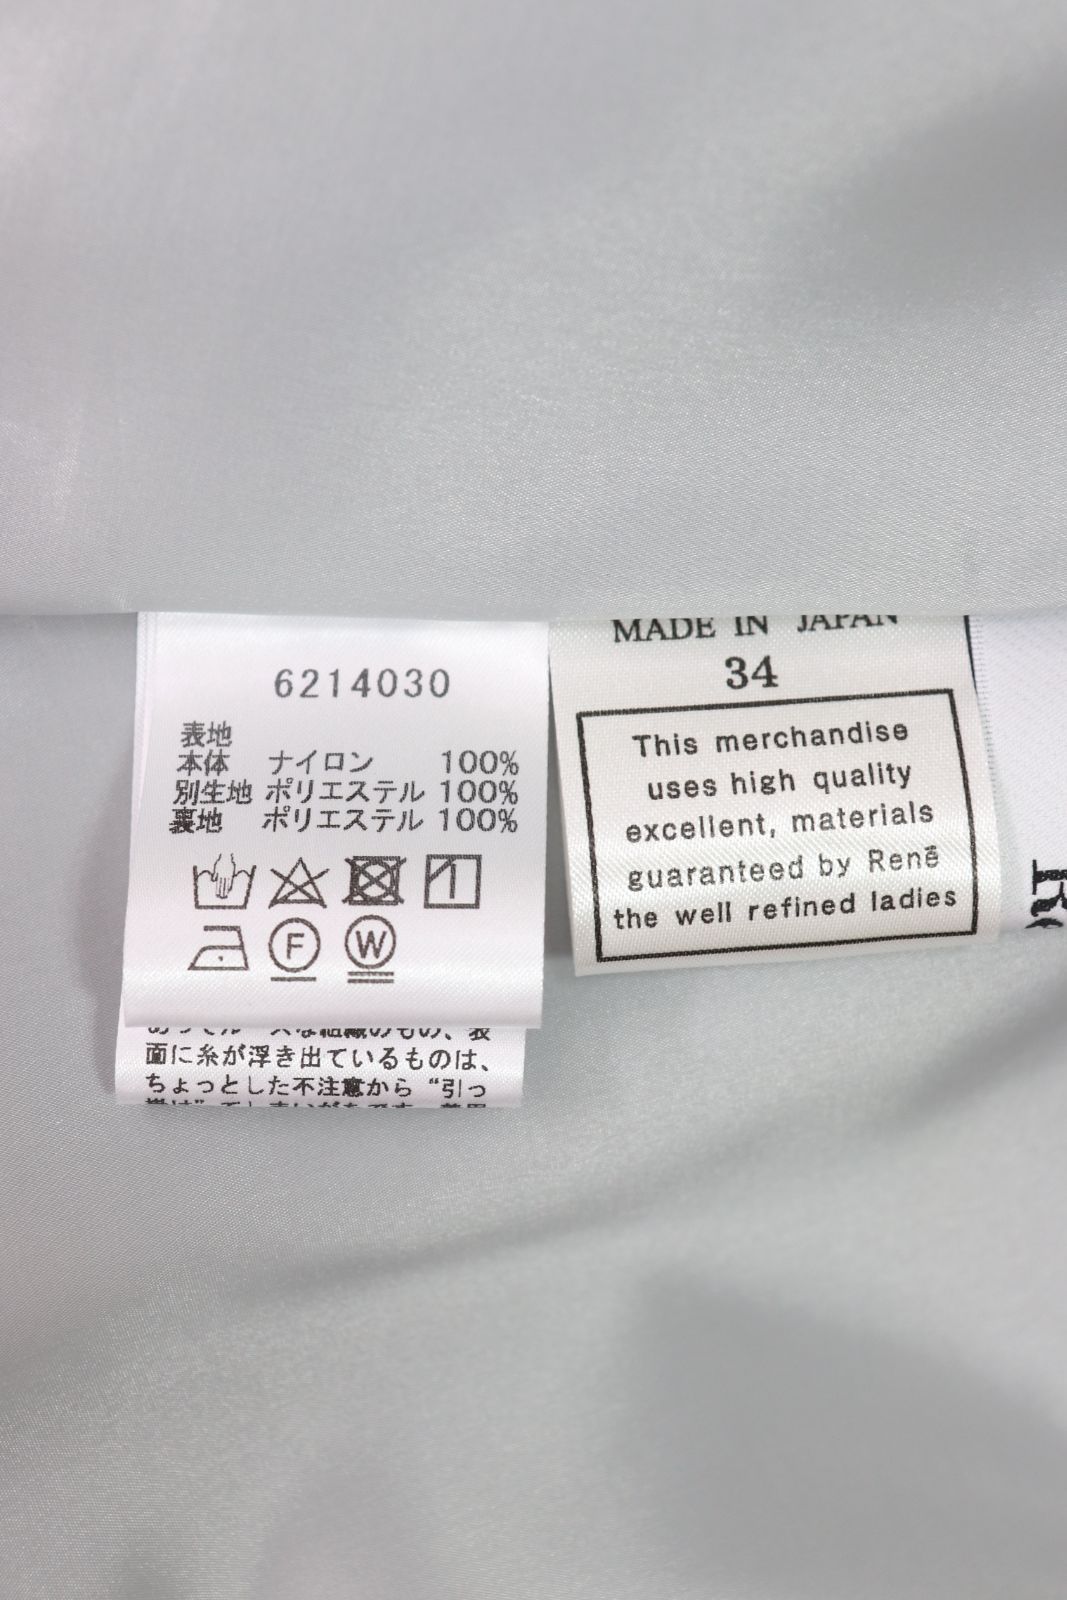 6214030
表地
本体 ナイロン 100%
別生地 ポリエステル 100%
裏地 ポリエステル 100%
1
F W
面に糸が浮き出ているものは、
ちょっとした不注意から“引っ
MADE IN JAPAN
34
This merchandise
uses high quality
excellent, materials
guaranteed by Renē
the well refined ladies